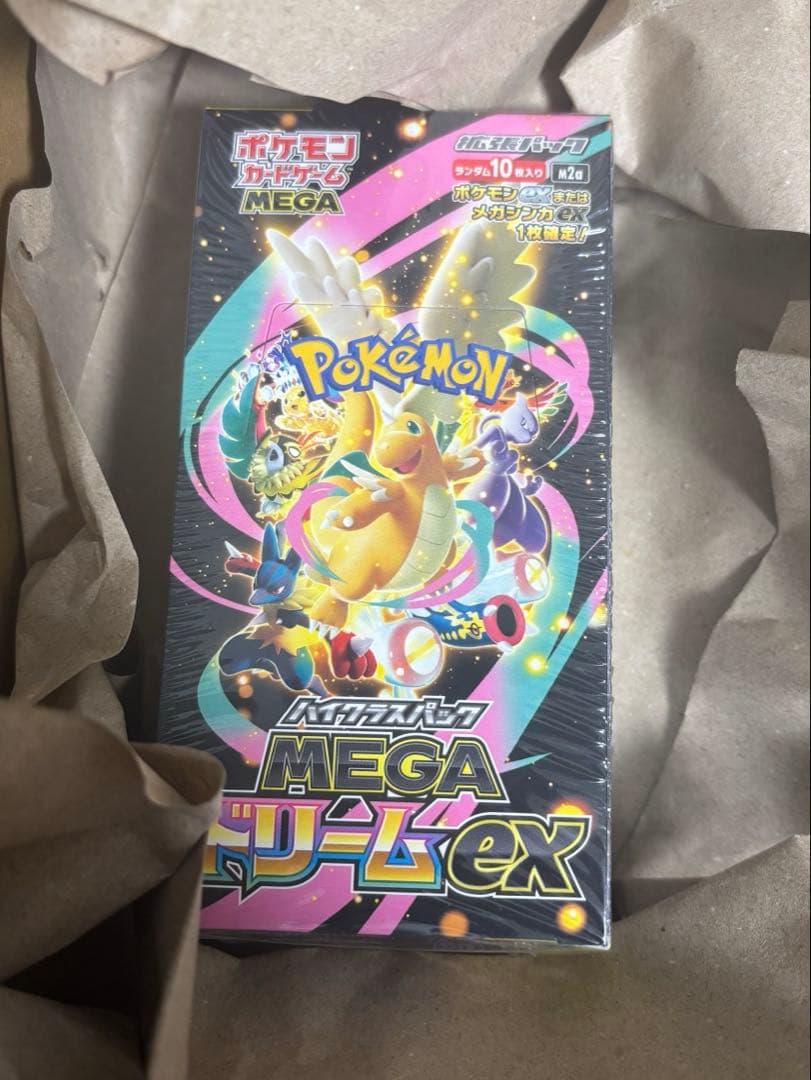 ポケモン
カードゲーム
MEGA
拡張パック
ランダム10枚入り M2a
ポケモンexまたは
メガシンカex
1枚確定!
POKéMON
ハイクラスパック
MEGA
ドリームex